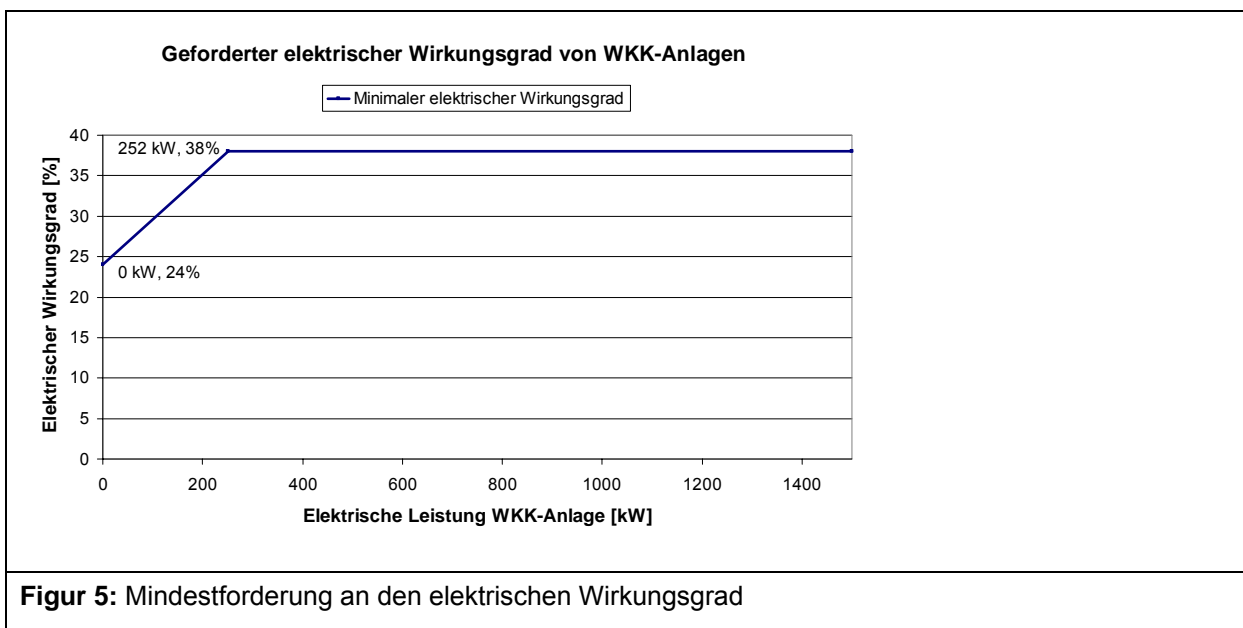 Geforderter elektrischer Wirkungsgrad von WKK-Anlagen
Minimaler elektrischer Wirkungsgrad
Elektrischer Wirkungsgrad [%]
40
35
30
25
20
15
10
5
0
252 kW, 38%
0 kW, 24%
0 200 400 600 800 1000 1200 1400
Elektrische Leistung WKK-Anlage [kW]
Figur 5: Mindestforderung an den elektrischen Wirkungsgrad